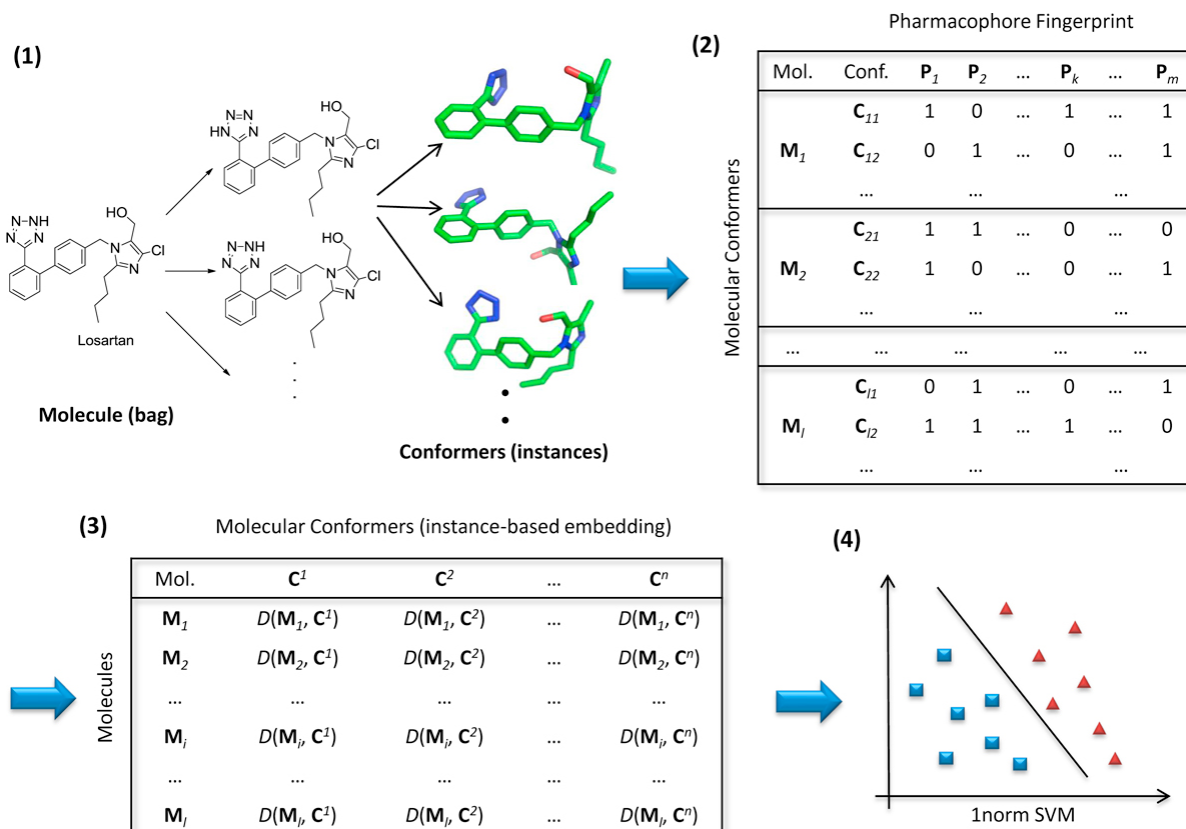 (1)
HO
N-N
HN N
N
N
Cl
N
HO
N-NH
N N
N
N
Cl
N
HO
N-NH
N N
N
N
Cl
N
Losartan
Molecule (bag)
Conformers (instances)
(2)
Pharmacophore Fingerprint
Molecular Conformers
Mol. Conf. P1 P2 ... Pk ... Pm
C11 1 0 ... 1 ... 1
M1 C12 0 1 ... 0 ... 1
... ... ...
C21 1 1 ... 0 ... 0
M2 C22 1 0 ... 0 ... 1
... ... ...
... ... ... ... ...
Cl1 0 1 ... 0 ... 1
Ml Cl2 1 1 ... 1 ... 0
... ... ...
(3)
Molecular Conformers (instance-based embedding)
Molecules
Mol. C1 C2 ... Cn
M1 D(M1, C1) D(M1, C2) ... D(M1, Cn)
M2 D(M2, C1) D(M2, C2) ... D(M2, Cn)
... ... ... ...
Mi D(Mi, C1) D(Mi, C2) ... D(Mi, Cn)
... ... ... ...
Ml D(Ml, C1) D(Ml, C2) ... D(Ml, Cn)
(4)
1norm SVM